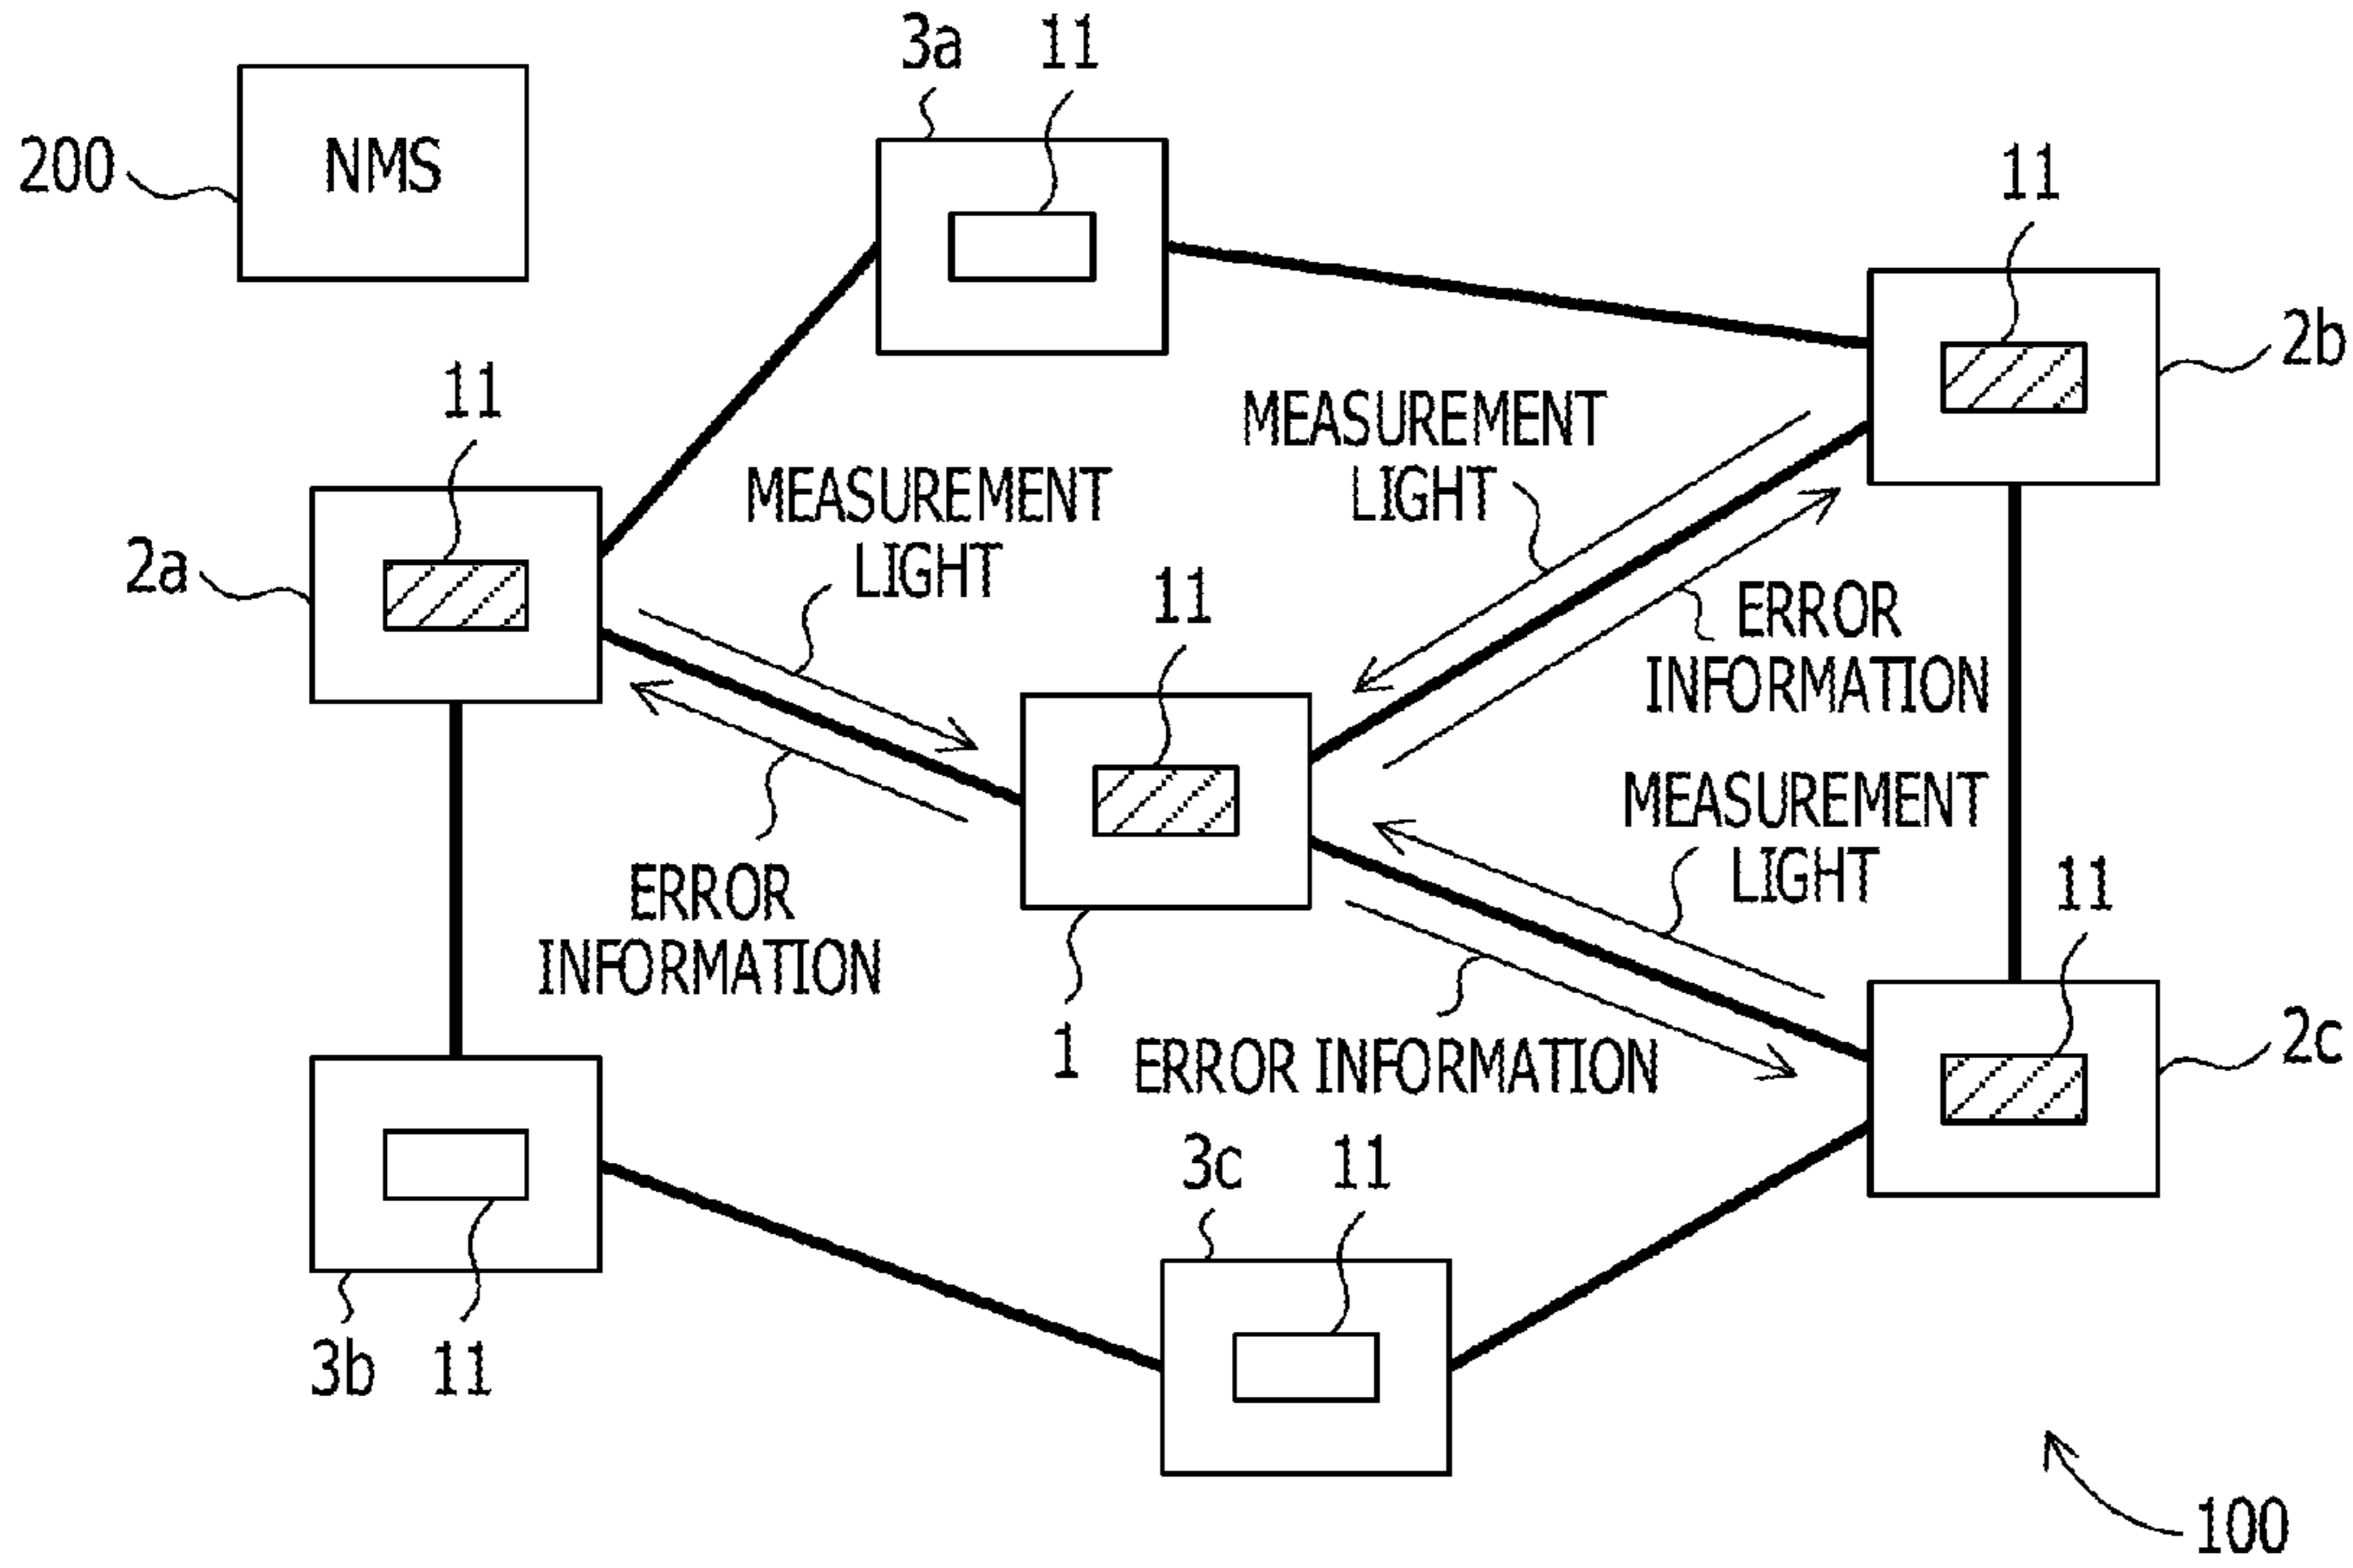 3a
11
200
NMS
11
2b
11
MEASUREMENT
LIGHT
MEASUREMENT
LIGHT
2a
11
ERROR
INFORMATION
MEASUREMENT
LIGHT
ERROR
INFORMATION
11
1
2c
ERROR INFORMATION
3c
11
3b
11
100